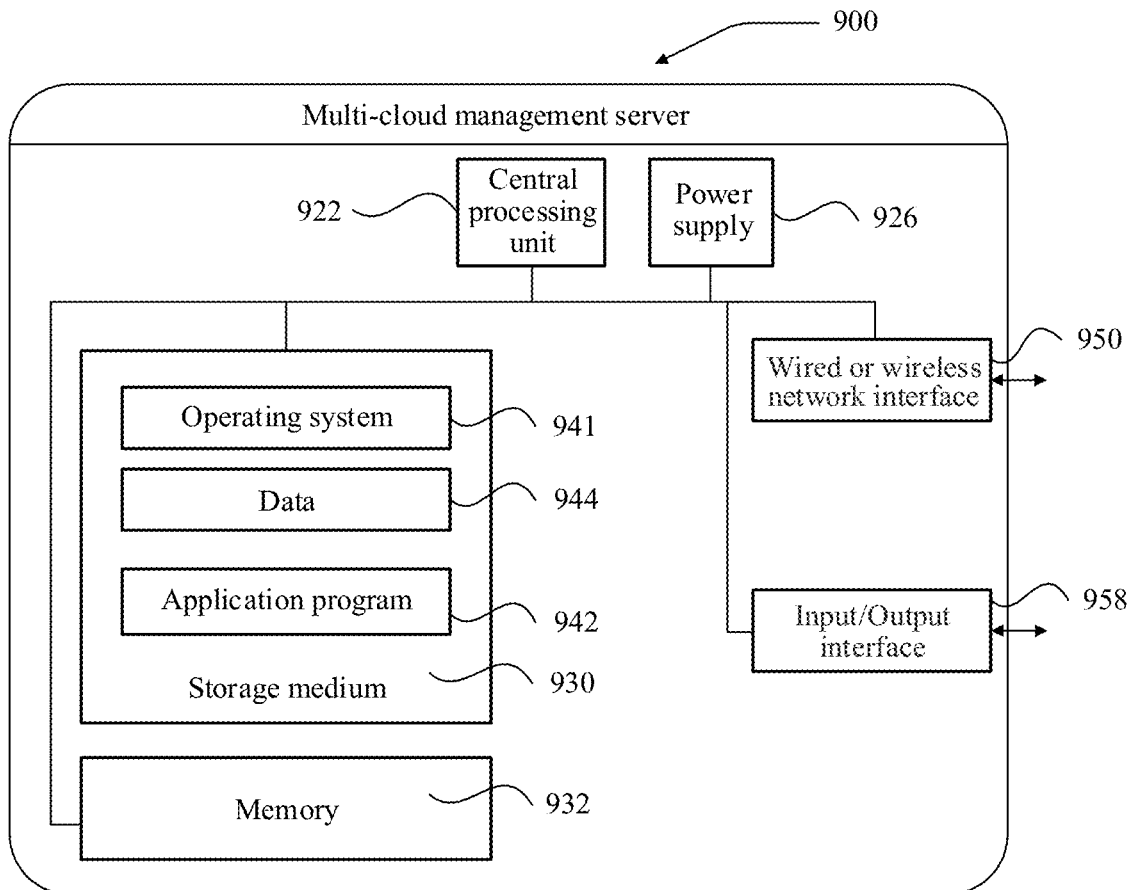 900
Multi-cloud management server
Central
processing
unit
922
Power
supply
926
Wired or wireless
network interface
950
Operating system
941
Data
944
Application program
942
Storage medium
930
Input/Output
interface
958
Memory
932